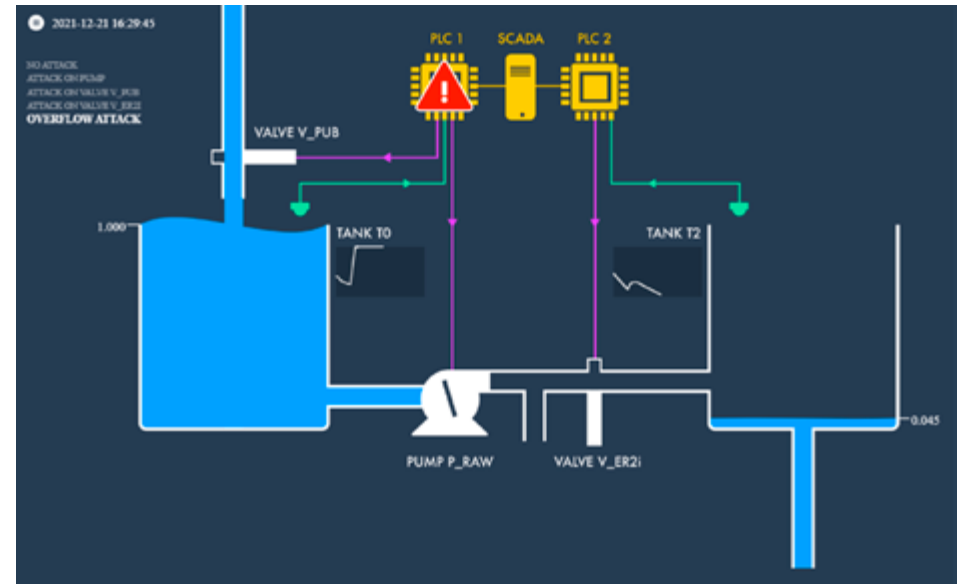 2021-12-21 16:29:45
PLC 1 SCADA PLC 2
NO ATTACK
ATTACK ON PUMP
ATTACK ON VALVE V_PUB
ATTACK ON VALVE V_ER2I
OVERFLOW ATTACK
VALVE V_PUB
1.000
TANK T0
TANK T2
0.045
PUMP P_RAW
VALVE V_ER2i